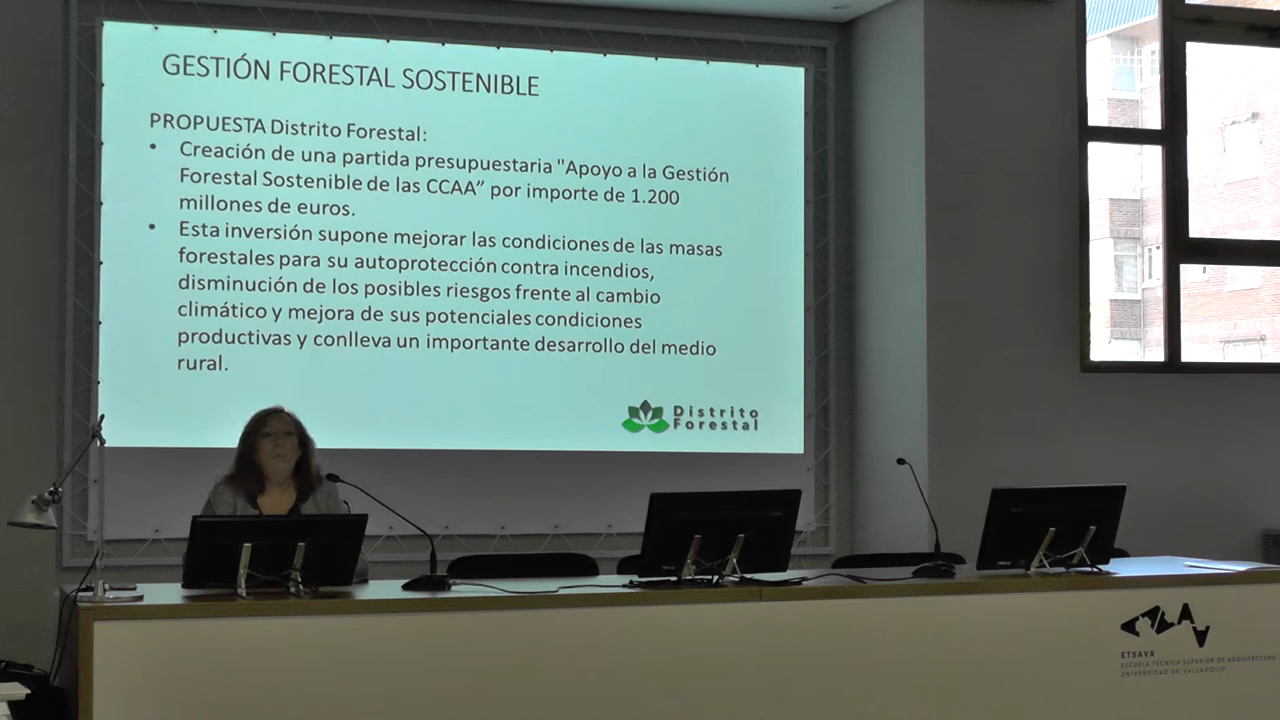 GESTIÓN FORESTAL SOSTENIBLE
PROPUESTA Distrito Forestal:
• Creación de una partida presupuestaria "Apoyo a la Gestión
Forestal Sostenible de las CCAA” por importe de 1.200
millones de euros.
• Esta inversión supone mejorar las condiciones de las masas
forestales para su autoprotección contra incendios,
disminución de los posibles riesgos frente al cambio
climático y mejora de sus potenciales condiciones
productivas y conlleva un importante desarrollo del medio
rural.
Distrito
Forestal
ETSAVA
ESCUELA TÉCNICA SUPERIOR DE ARQUITECTURA
UNIVERSIDAD DE VALLADOLID